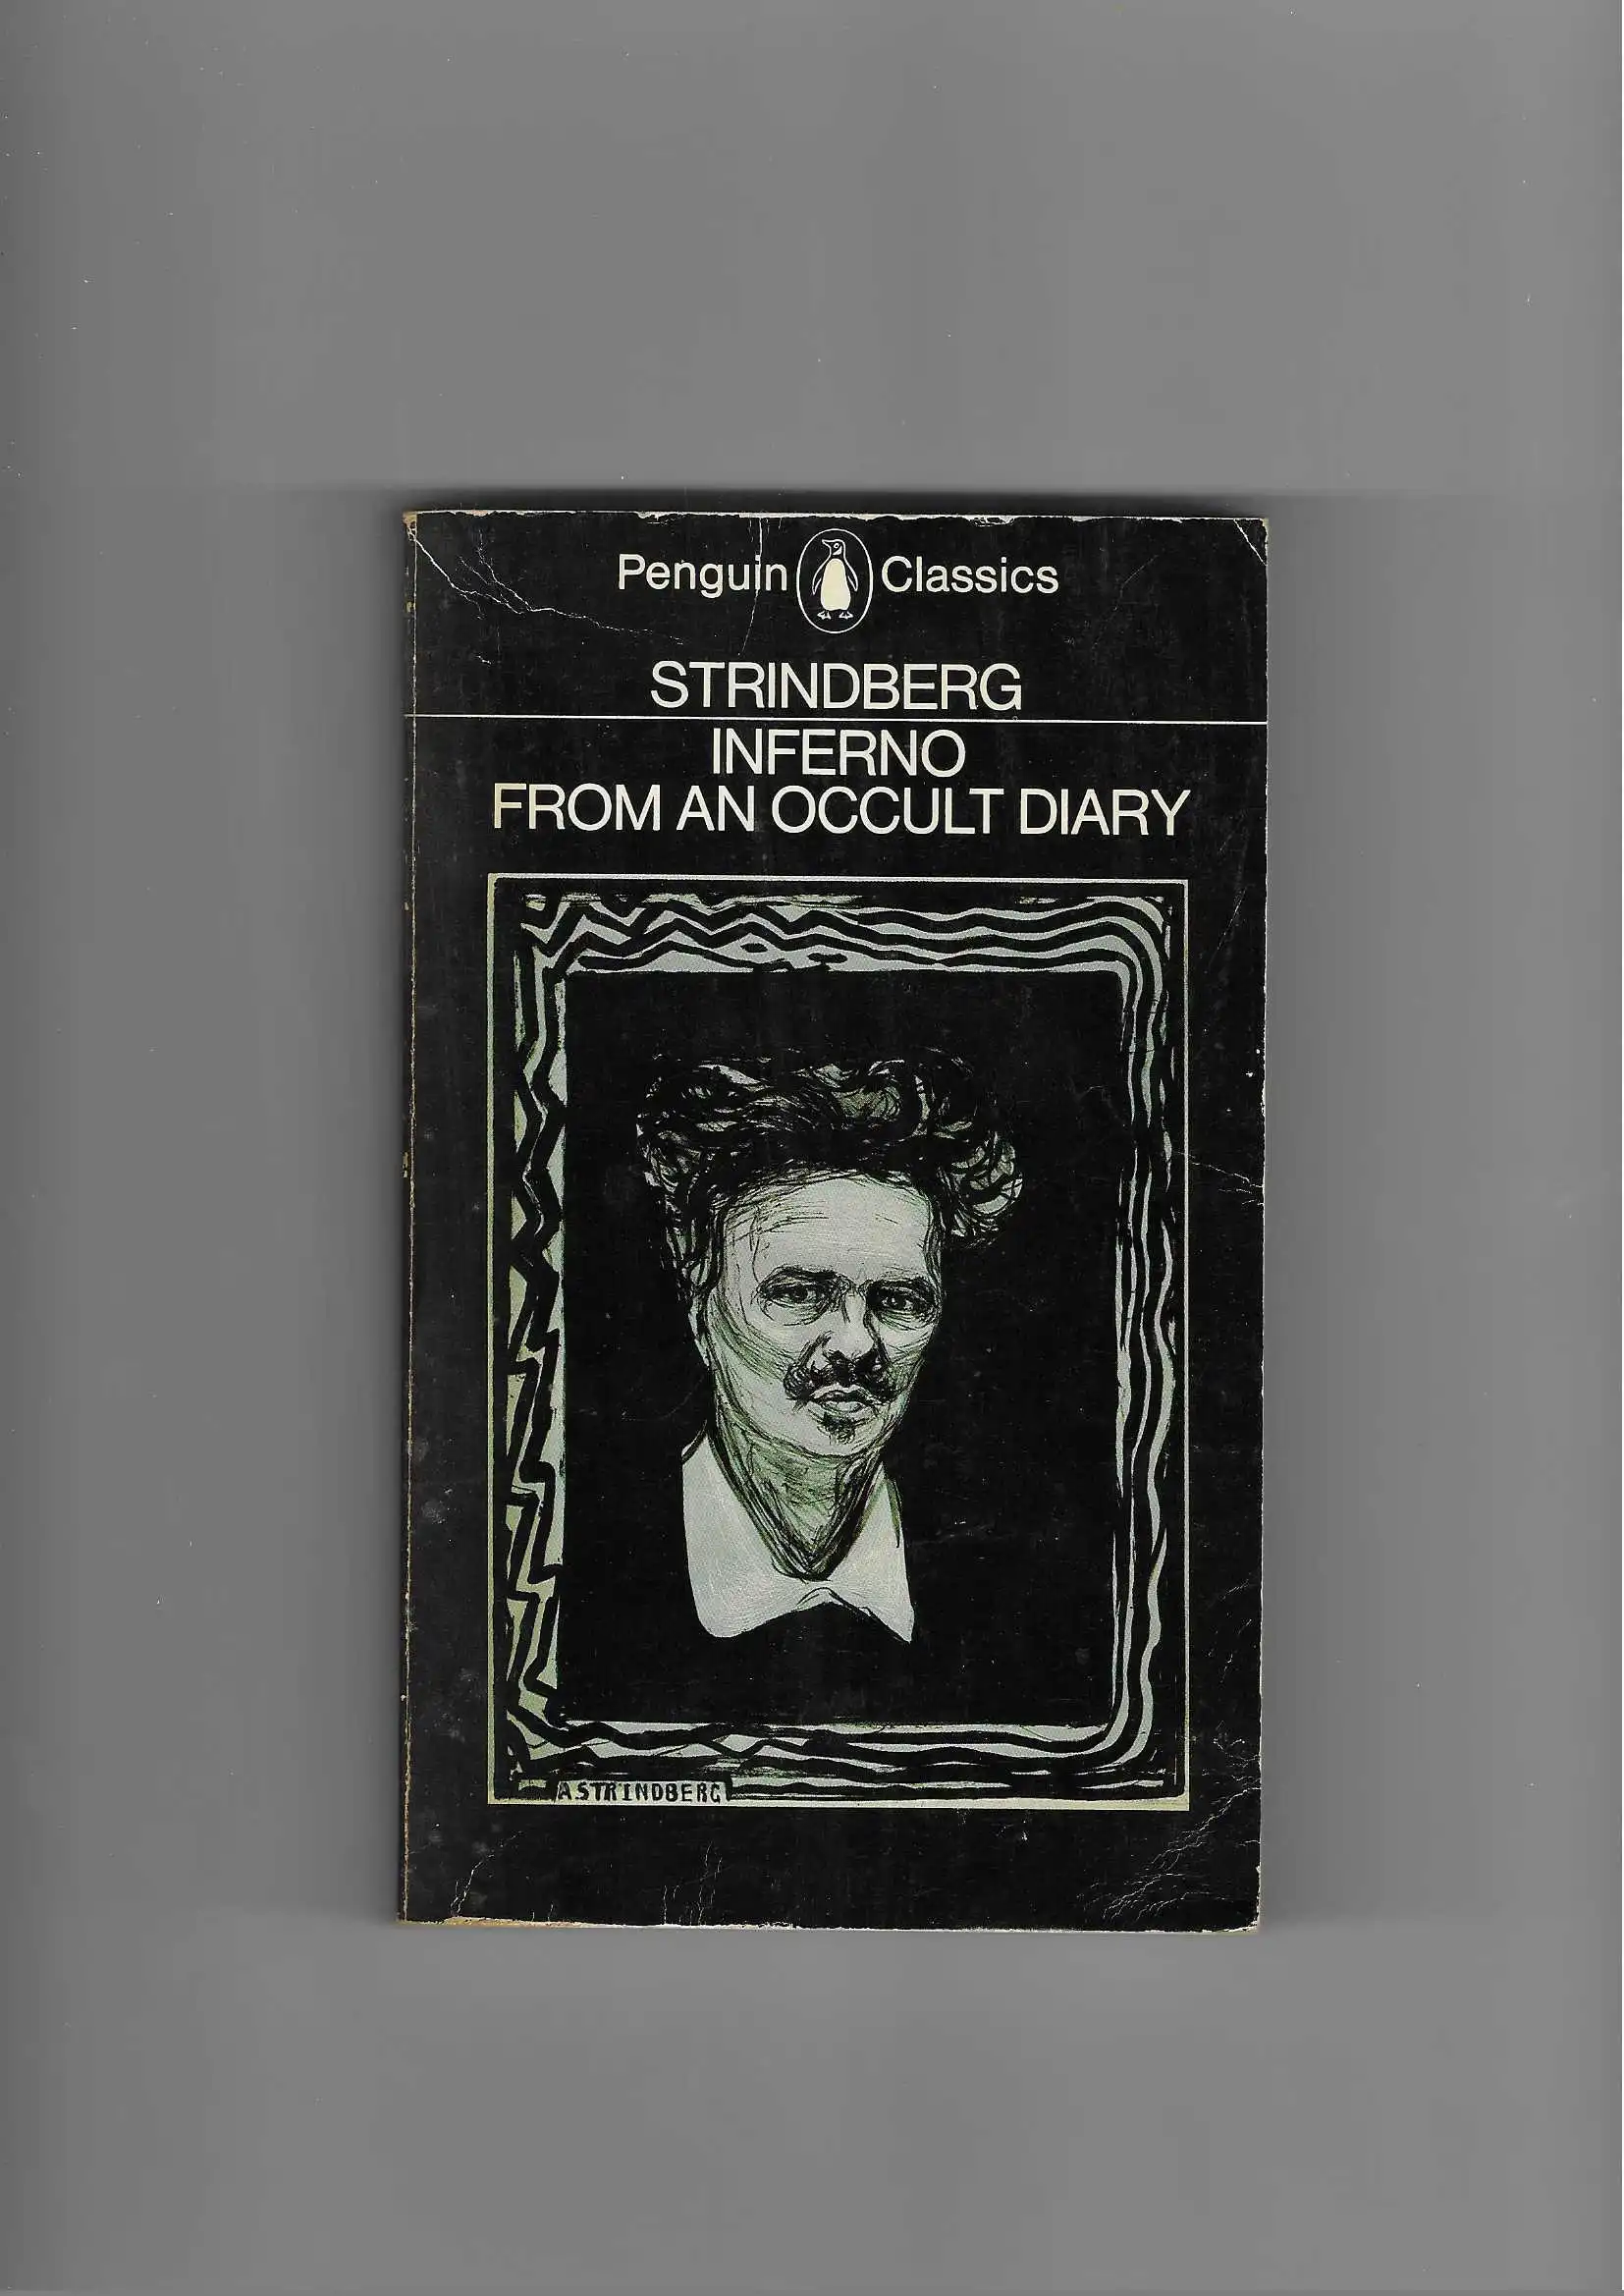 Penguin Classics
STRINDBERG
INFERNO
FROM AN OCCULT DIARY
A STRINDBERG